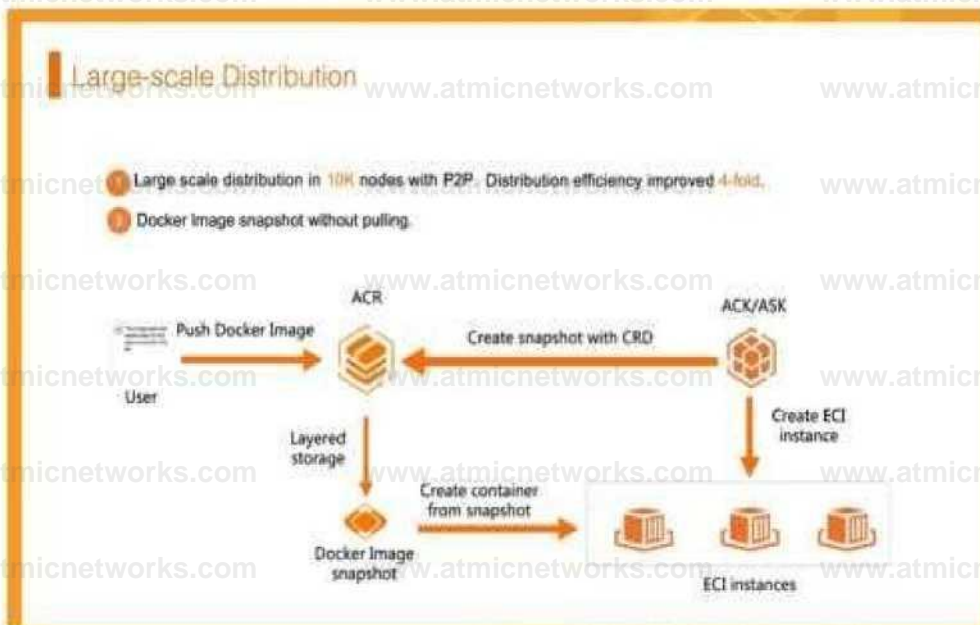 Large-scale Distribution
1 Large scale distribution in 10K nodes with P2P. Distribution efficiency improved 4-fold.
2 Docker Image snapshot without pulling.
ACR
ACK/ASK
Push Docker Image
Create snapshot with CRD
User
Create ECI
instance
Layered
storage
Create container
from snapshot
Docker Image
snapshot
ECI instances
www.atmicnetworks.com